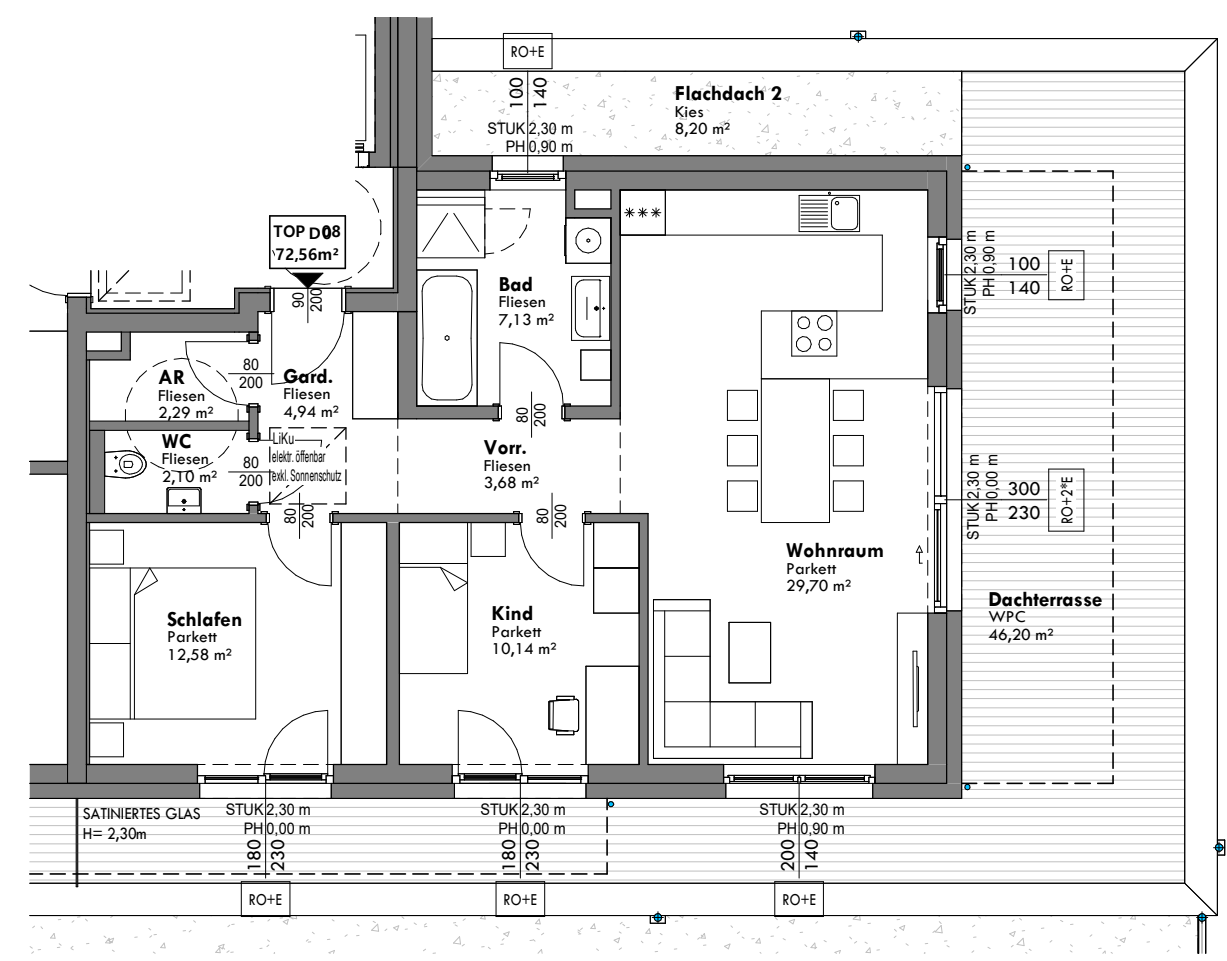 RO+E
100
140
STUK 2,30 m
PH 0,90 m
Flachdach 2
Kies
8,20 m²
TOP D08
72,56m²
90
200
Bad
Fliesen
7,13 m²
STUK 2,30 m
PH 0,90 m
100
140
RO+E
80
200
AR
Fliesen
2,29 m²
Gard.
Fliesen
4,94 m²
80
200
WC
Fliesen
2,10 m²
80
200
LiKu
elektr. öffenbar
exkl. Sonnenschutz
Vorr.
Fliesen
3,68 m²
80
200
80
200
STUK 2,30 m
PH 0,00 m
300
230
RO+2*E
Wohnraum
Parkett
29,70 m²
Dachterrasse
WPC
46,20 m²
Schlafen
Parkett
12,58 m²
Kind
Parkett
10,14 m²
SATINIERTES GLAS
H= 2,30m
STUK 2,30 m
PH 0,00 m
180
230
RO+E
STUK 2,30 m
PH 0,00 m
180
230
RO+E
STUK 2,30 m
PH 0,90 m
200
140
RO+E